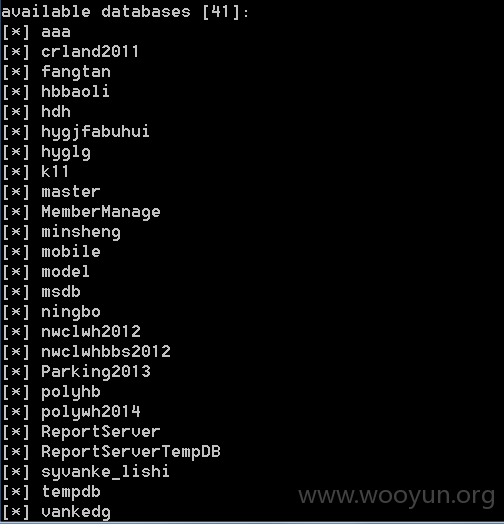 available databases [41]:
[*] aaa
[*] crland2011
[*] fangtan
[*] hbbaoli
[*] hdh
[*] hygjfabuhui
[*] hyglg
[*] k11
[*] master
[*] MemberManage
[*] minsheng
[*] mobile
[*] model
[*] msdb
[*] ningbo
[*] nwclwh2012
[*] nwclwhbbs2012
[*] Parking2013
[*] polyhb
[*] polywh2014
[*] ReportServer
[*] ReportServerTempDB
[*] syvanke_lishi
[*] tempdb
[*] vankedg
www.wooyun.org